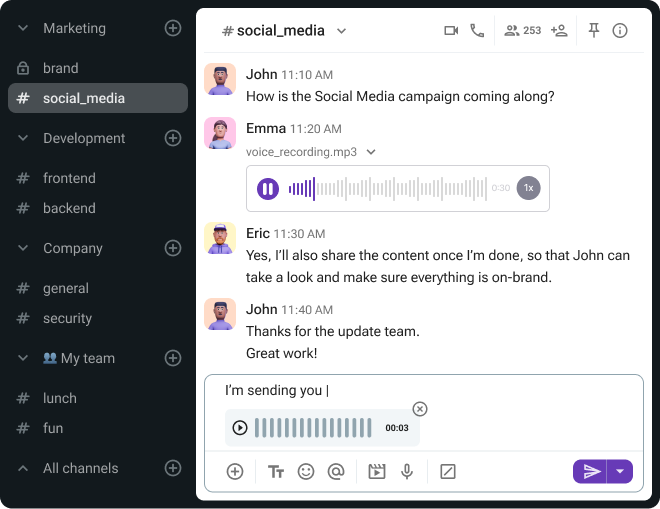 Marketing
brand
# social_media
Development
# frontend
# backend
Company
# general
# security
My team
# lunch
# fun
All channels
# social_media
253
John 11:10 AM
How is the Social Media campaign coming along?
Emma 11:20 AM
voice_recording.mp3
0:30 1x
Eric 11:30 AM
Yes, I’ll also share the content once I’m done, so that John can
take a look and make sure everything is on-brand.
John 11:40 AM
Thanks for the update team.
Great work!
I’m sending you |
00:03